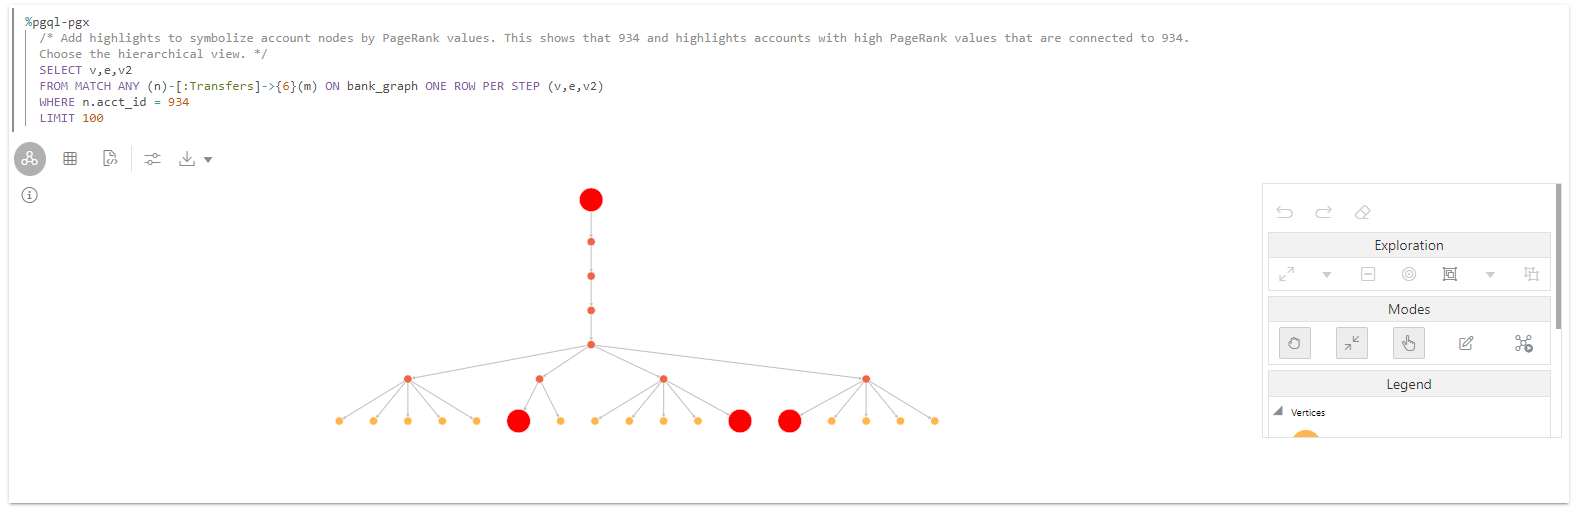 %pgql-pgx
/* Add highlights to symbolize account nodes by PageRank values. This shows that 934 and highlights accounts with high PageRank values that are connected to 934.
Choose the hierarchical view. */
SELECT v,e,v2
FROM MATCH ANY (n)-[:Transfers]->{6}(m) ON bank_graph ONE ROW PER STEP (v,e,v2)
WHERE n.acct_id = 934
LIMIT 100
Exploration
Modes
Legend
Vertices